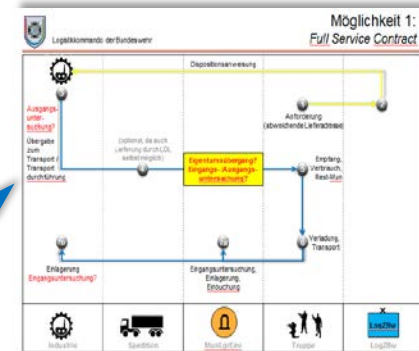 Möglichkeit 1:
Full Service Contract
Logistikkommando der Bundeswehr
Dispositionsanweisung
Ausgangs-
unter-
suchung?
Übergabe
zum
Transport /
Transport
durchführung
(optional, da auch
Lieferung durch LDL
selbst möglich)
Eigentumsübergang?
Eingangs- /Ausgangs-
untersuchung?
Anforderung
(abweichende Lieferadresse)
Empfang,
Verbrauch,
Rest-Mun
Verladung,
Transport
Einlagerung
Eingangsuntersuchung?
Eingangsuntersuchung,
Einlagerung,
Einbuchung
Industrie
Spedition
Truppe
LogZBw
LogZBw